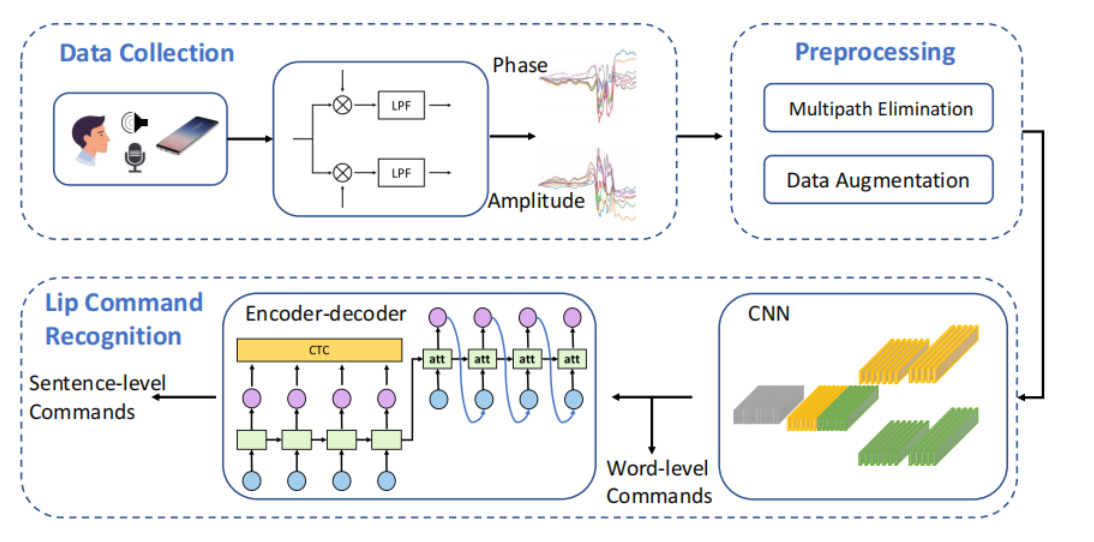 Data Collection
Phase
LPF
LPF
Amplitude
Preprocessing
Multipath Elimination
Data Augmentation
Lip Command
Recognition
Sentence-level
Commands
Encoder-decoder
CTC
att
att
att
att
Word-level
Commands
CNN